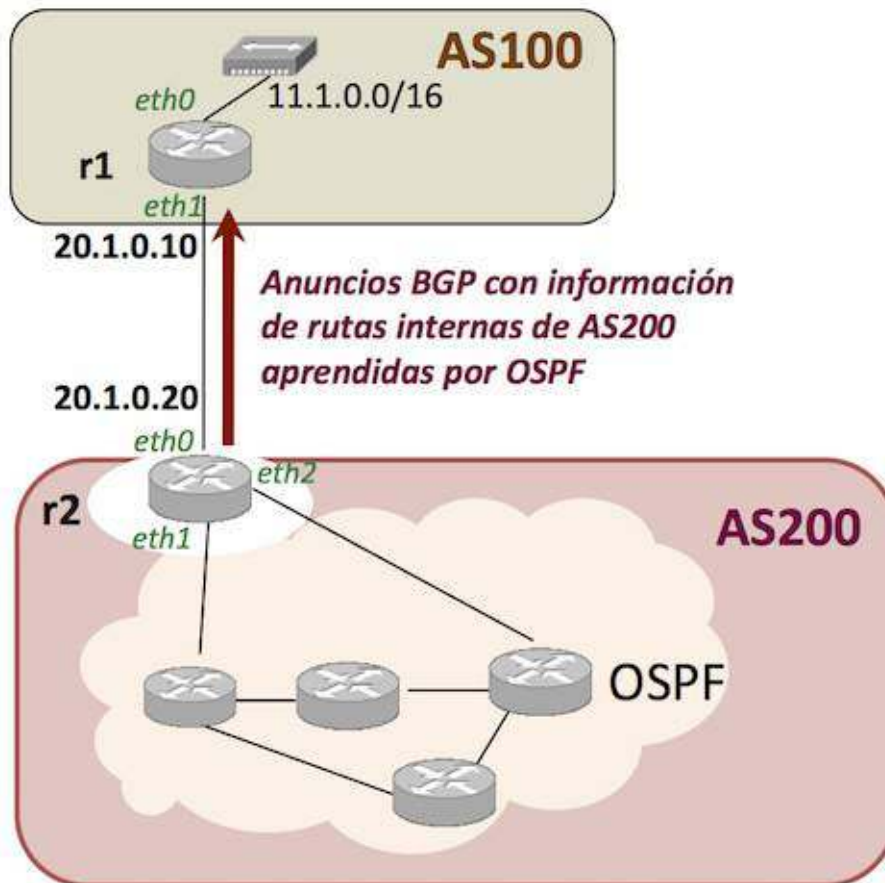 AS100
eth0
11.1.0.0/16
r1
eth1
20.1.0.10
Anuncios BGP con información
de rutas internas de AS200
aprendidas por OSPF
20.1.0.20
eth0
eth2
r2
eth1
AS200
OSPF